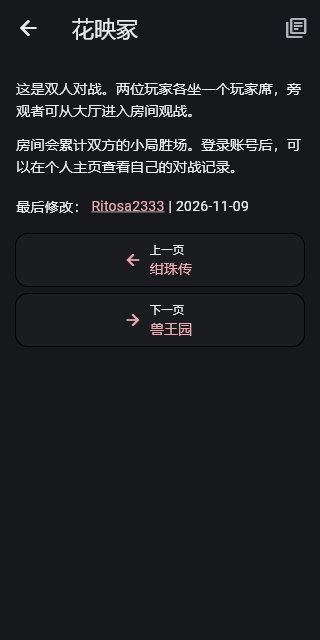 花映冢
这是双人对战。两位玩家各坐一个玩家席，旁
观者可从大厅进入房间观战。
房间会累计双方的小局胜场。登录账号后，可
以在个人主页查看自己的对战记录。
最后修改： Ritosa2333 | 2026-11-09
上一页
绀珠传
下一页
兽王园